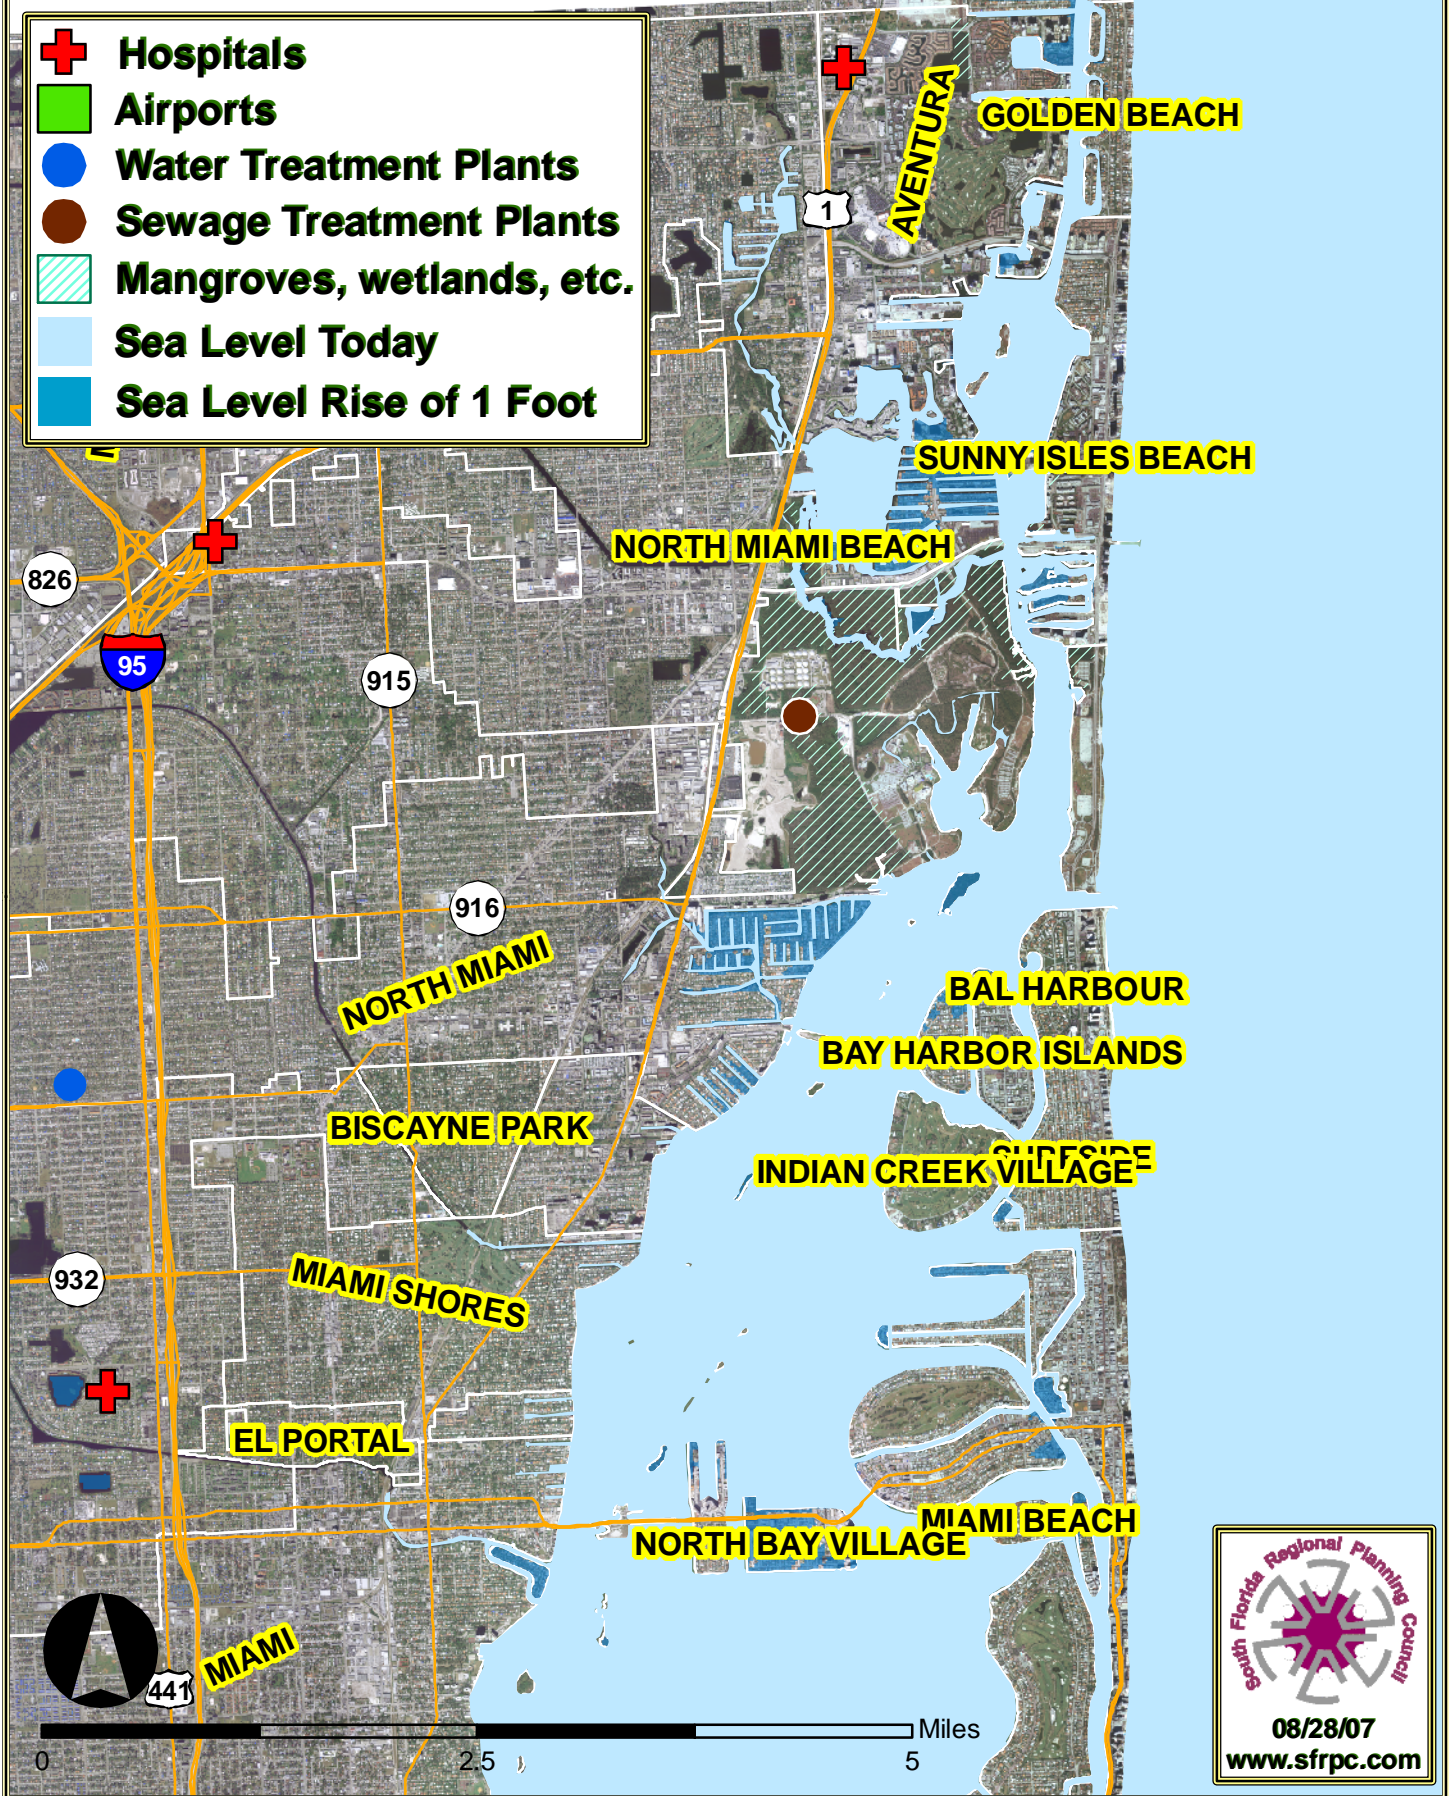 Hospitals
Airports
Water Treatment Plants
Sewage Treatment Plants
Mangroves, wetlands, etc.
Sea Level Today
Sea Level Rise of 1 Foot
AVENTURA
GOLDEN BEACH
1
SUNNY ISLES BEACH
NORTH MIAMI BEACH
826
95
915
916
NORTH MIAMI
BAL HARBOUR
BAY HARBOR ISLANDS
BISCAYNE PARK
SURFSIDE
INDIAN CREEK VILLAGE
932
MIAMI SHORES
EL PORTAL
MIAMI BEACH
NORTH BAY VILLAGE
MIAMI
441
Miles
0 2.5 5
South Florida Regional Planning Council
08/28/07
www.sfrpc.com